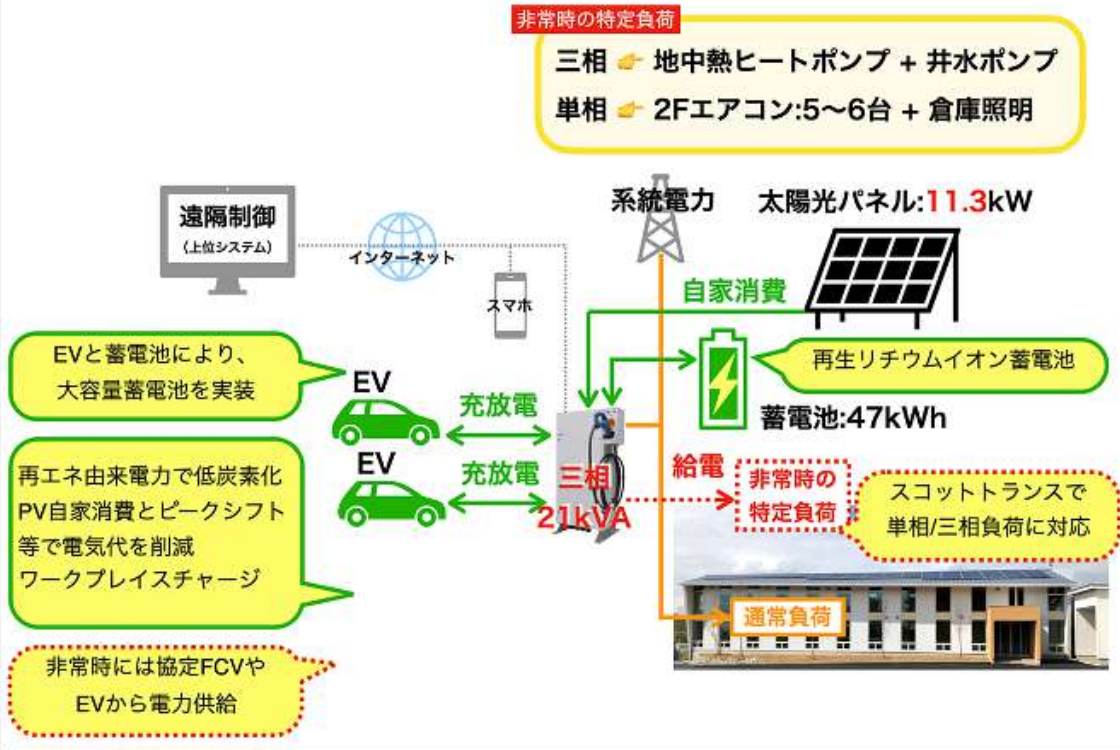 非常時の特定負荷
三相 👉 地中熱ヒートポンプ + 井水ポンプ
単相 👉 2Fエアコン:5〜6台 + 倉庫照明
遠隔制御
(上位システム)
インターネット
スマホ
系統電力
太陽光パネル:11.3kW
自家消費
再生リチウムイオン蓄電池
蓄電池:47kWh
EVと蓄電池により、
大容量蓄電池を実装
EV
充放電
EV
充放電
三相
21kVA
給電
非常時の
特定負荷
スコットトランスで
単相/三相負荷に対応
再エネ由来電力で低炭素化
PV自家消費とピークシフト
等で電気代を削減
ワークプレイスチャージ
通常負荷
非常時には協定FCVや
EVから電力供給